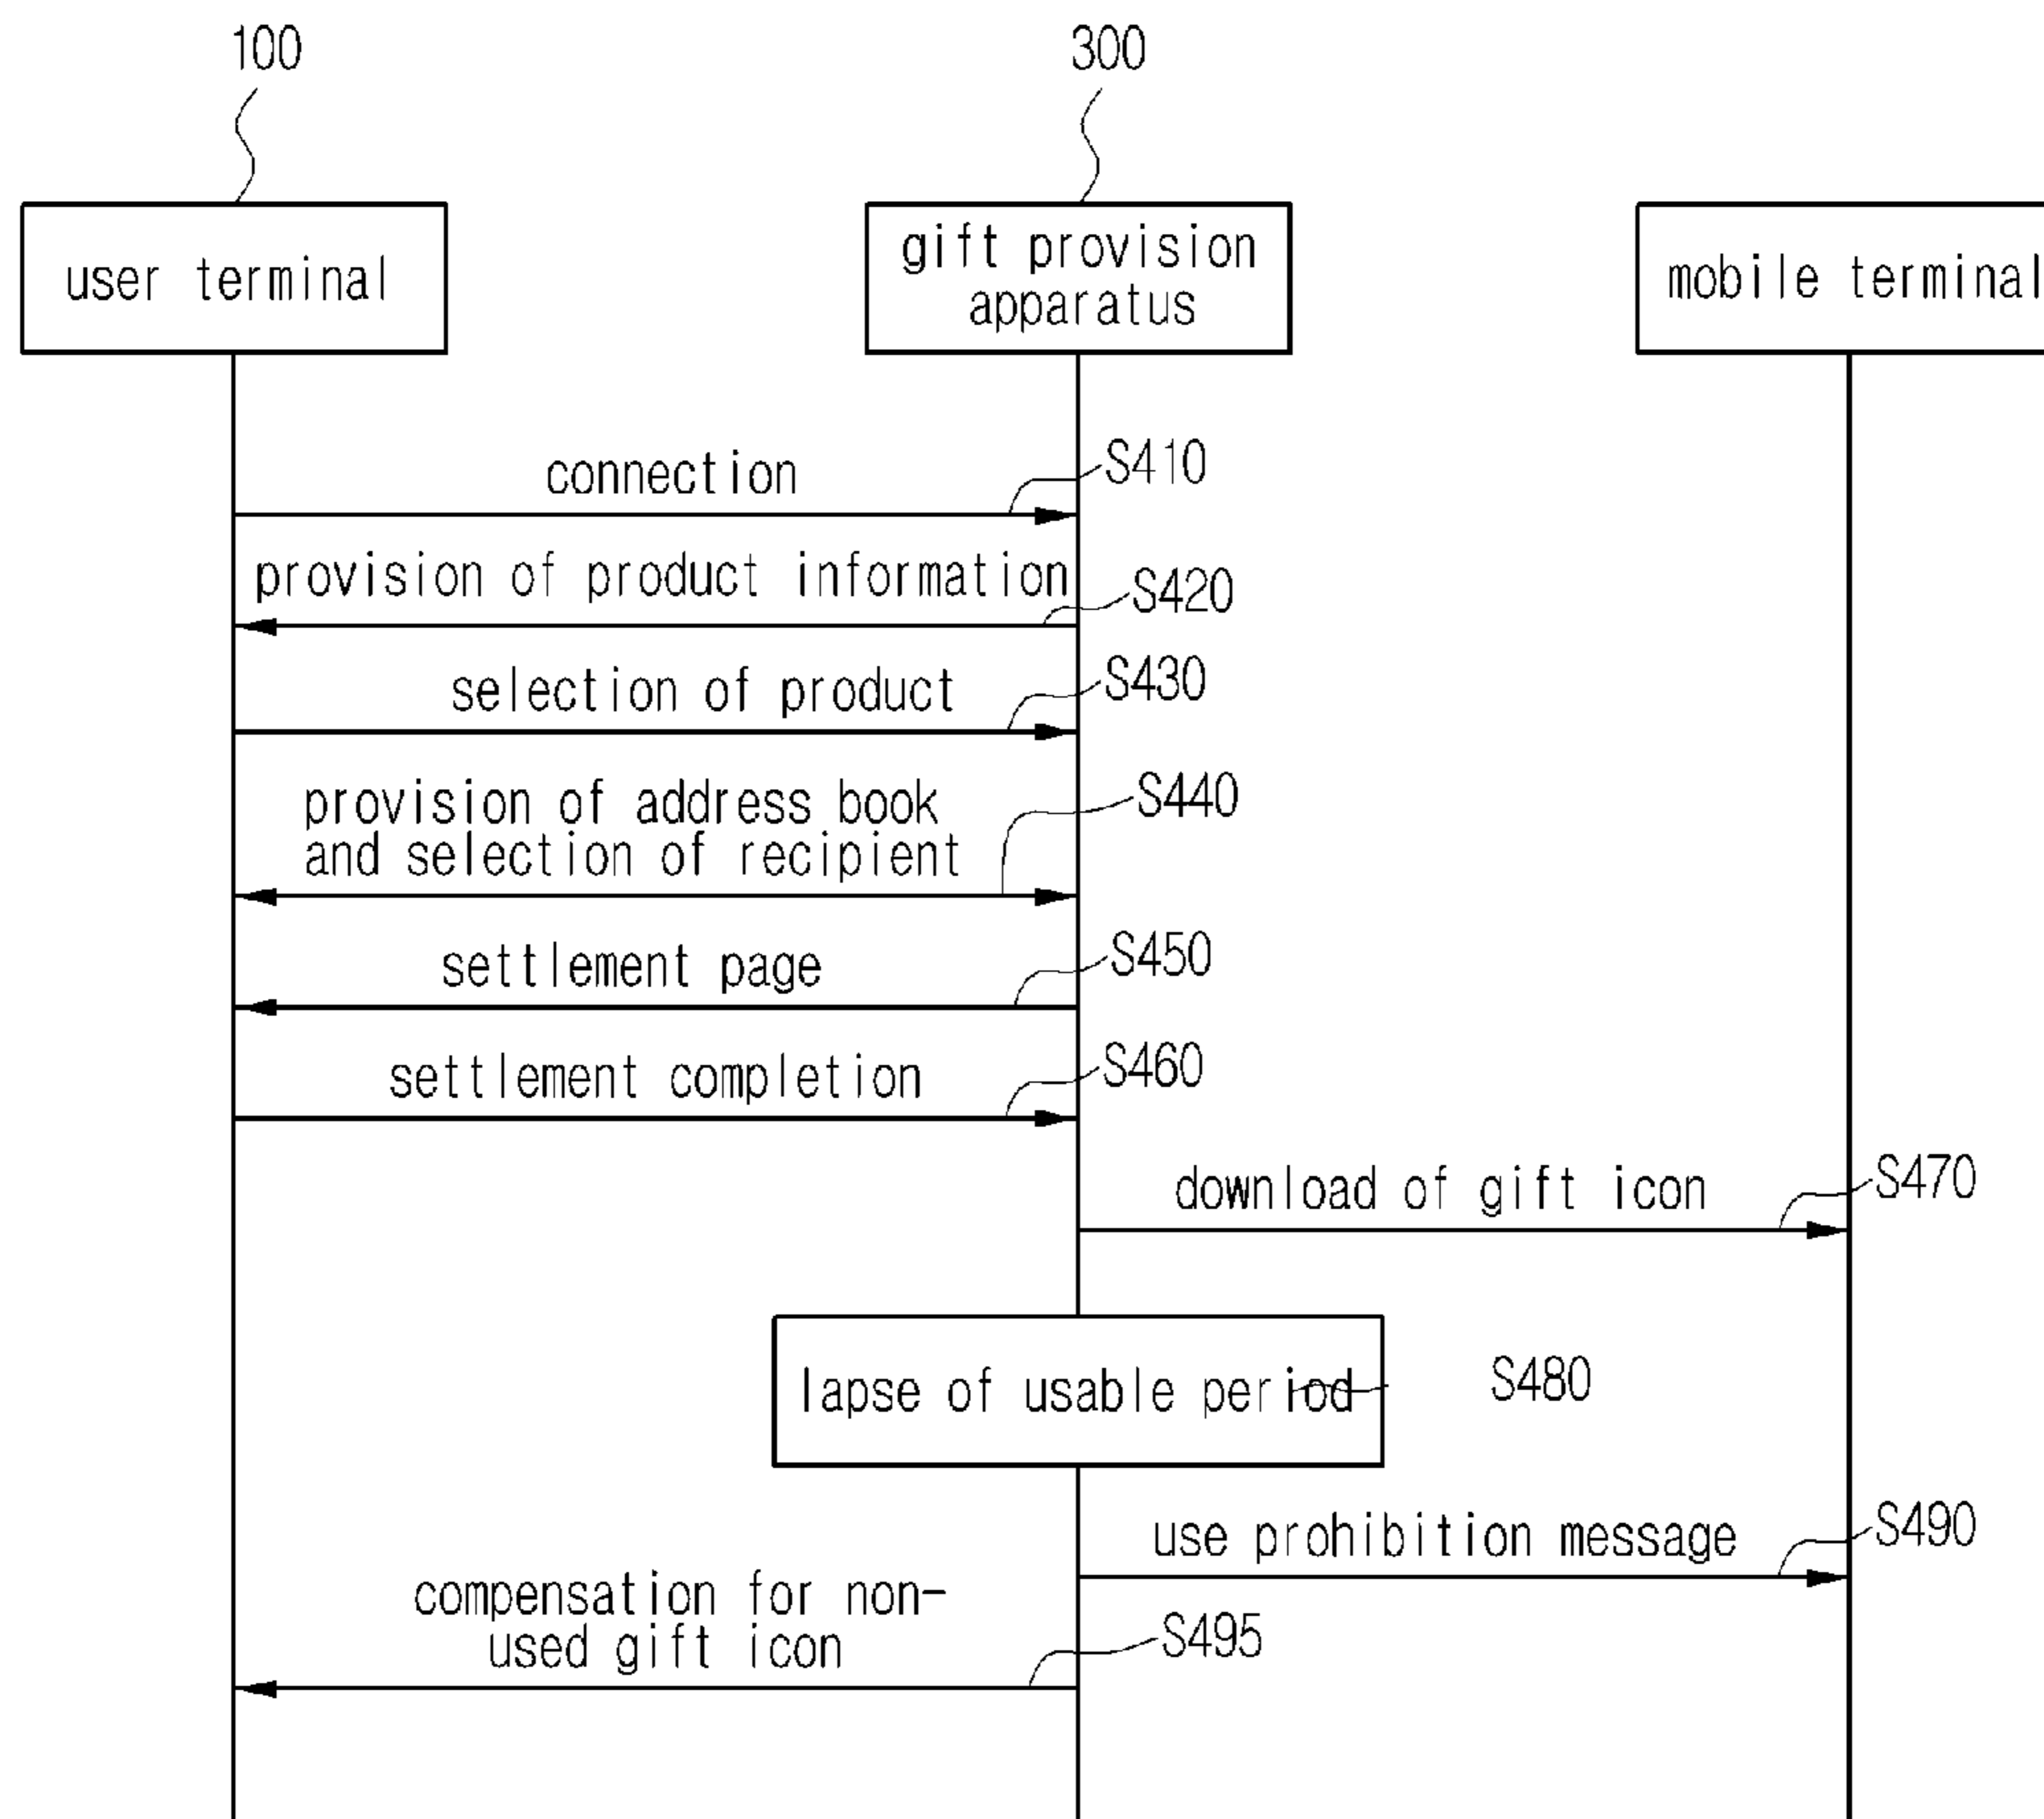 100
300
user terminal
gift provision
apparatus
mobile terminal
connection
S410
provision of product information
S420
selection of product
S430
provision of address book
and selection of recipient
S440
settlement page
S450
settlement completion
S460
download of gift icon
S470
lapse of usable period
S480
use prohibition message
S490
compensation for non-
used gift icon
S495